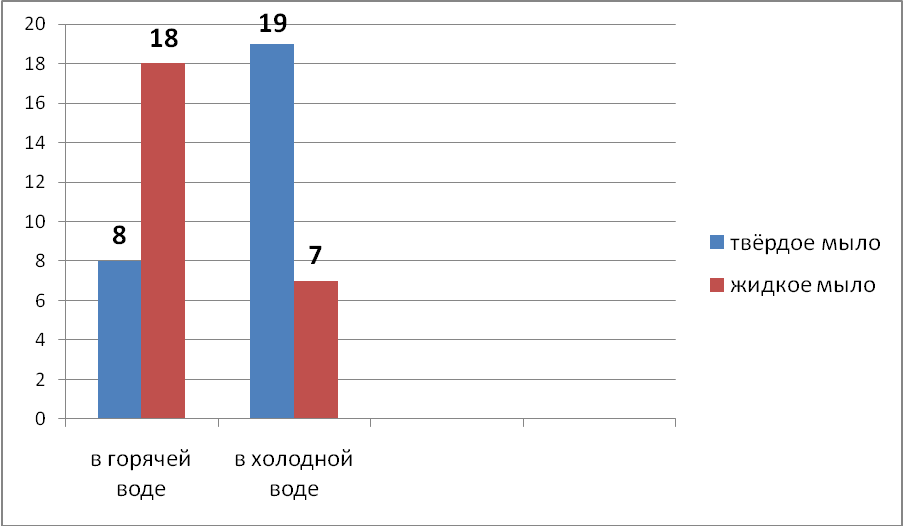 20
18
16
14
12
10
8
6
4
2
0
8
18
19
7
в горячей
воде
в холодной
воде
твёрдое мыло
жидкое мыло